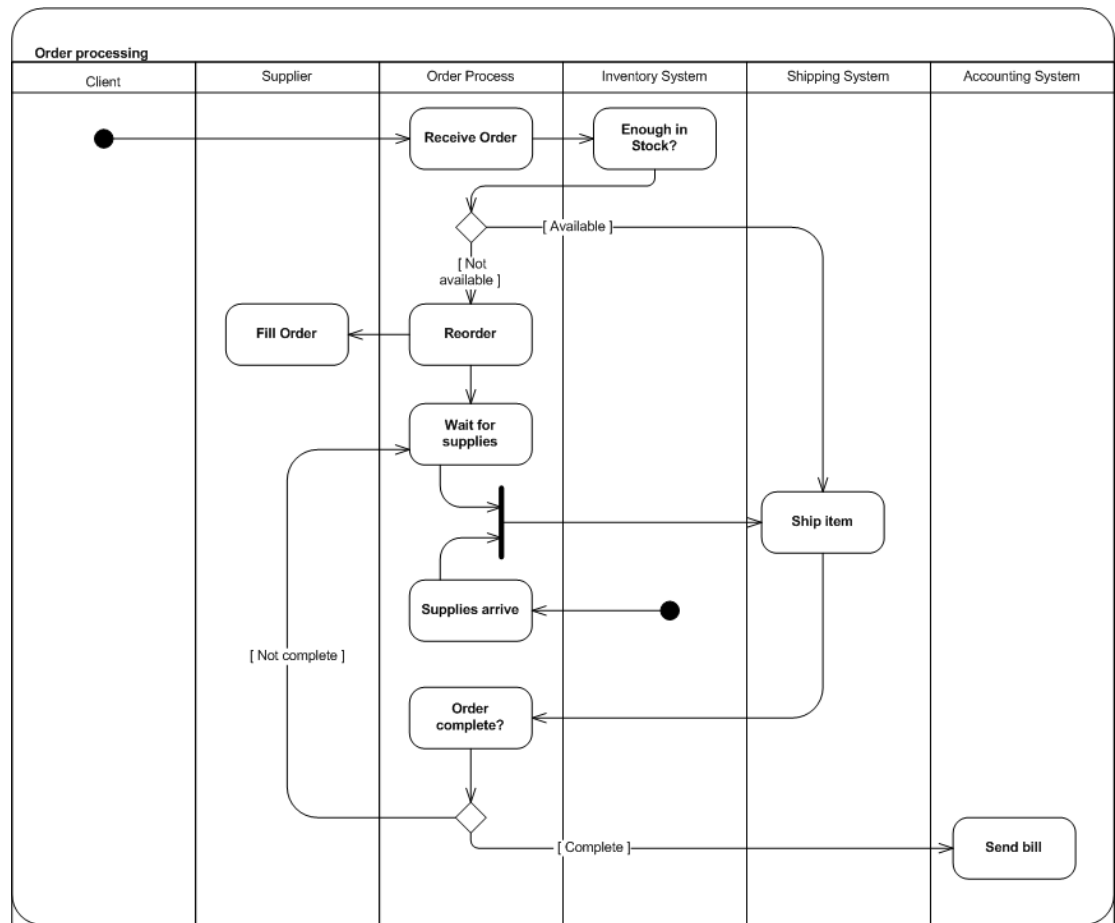 Order processing
Client
Supplier
Order Process
Inventory System
Shipping System
Accounting System
Receive Order
Enough in
Stock?
[ Available ]
[ Not
available ]
Fill Order
Reorder
Wait for
supplies
Ship item
Supplies arrive
[ Not complete ]
Order
complete?
[ Complete ]
Send bill